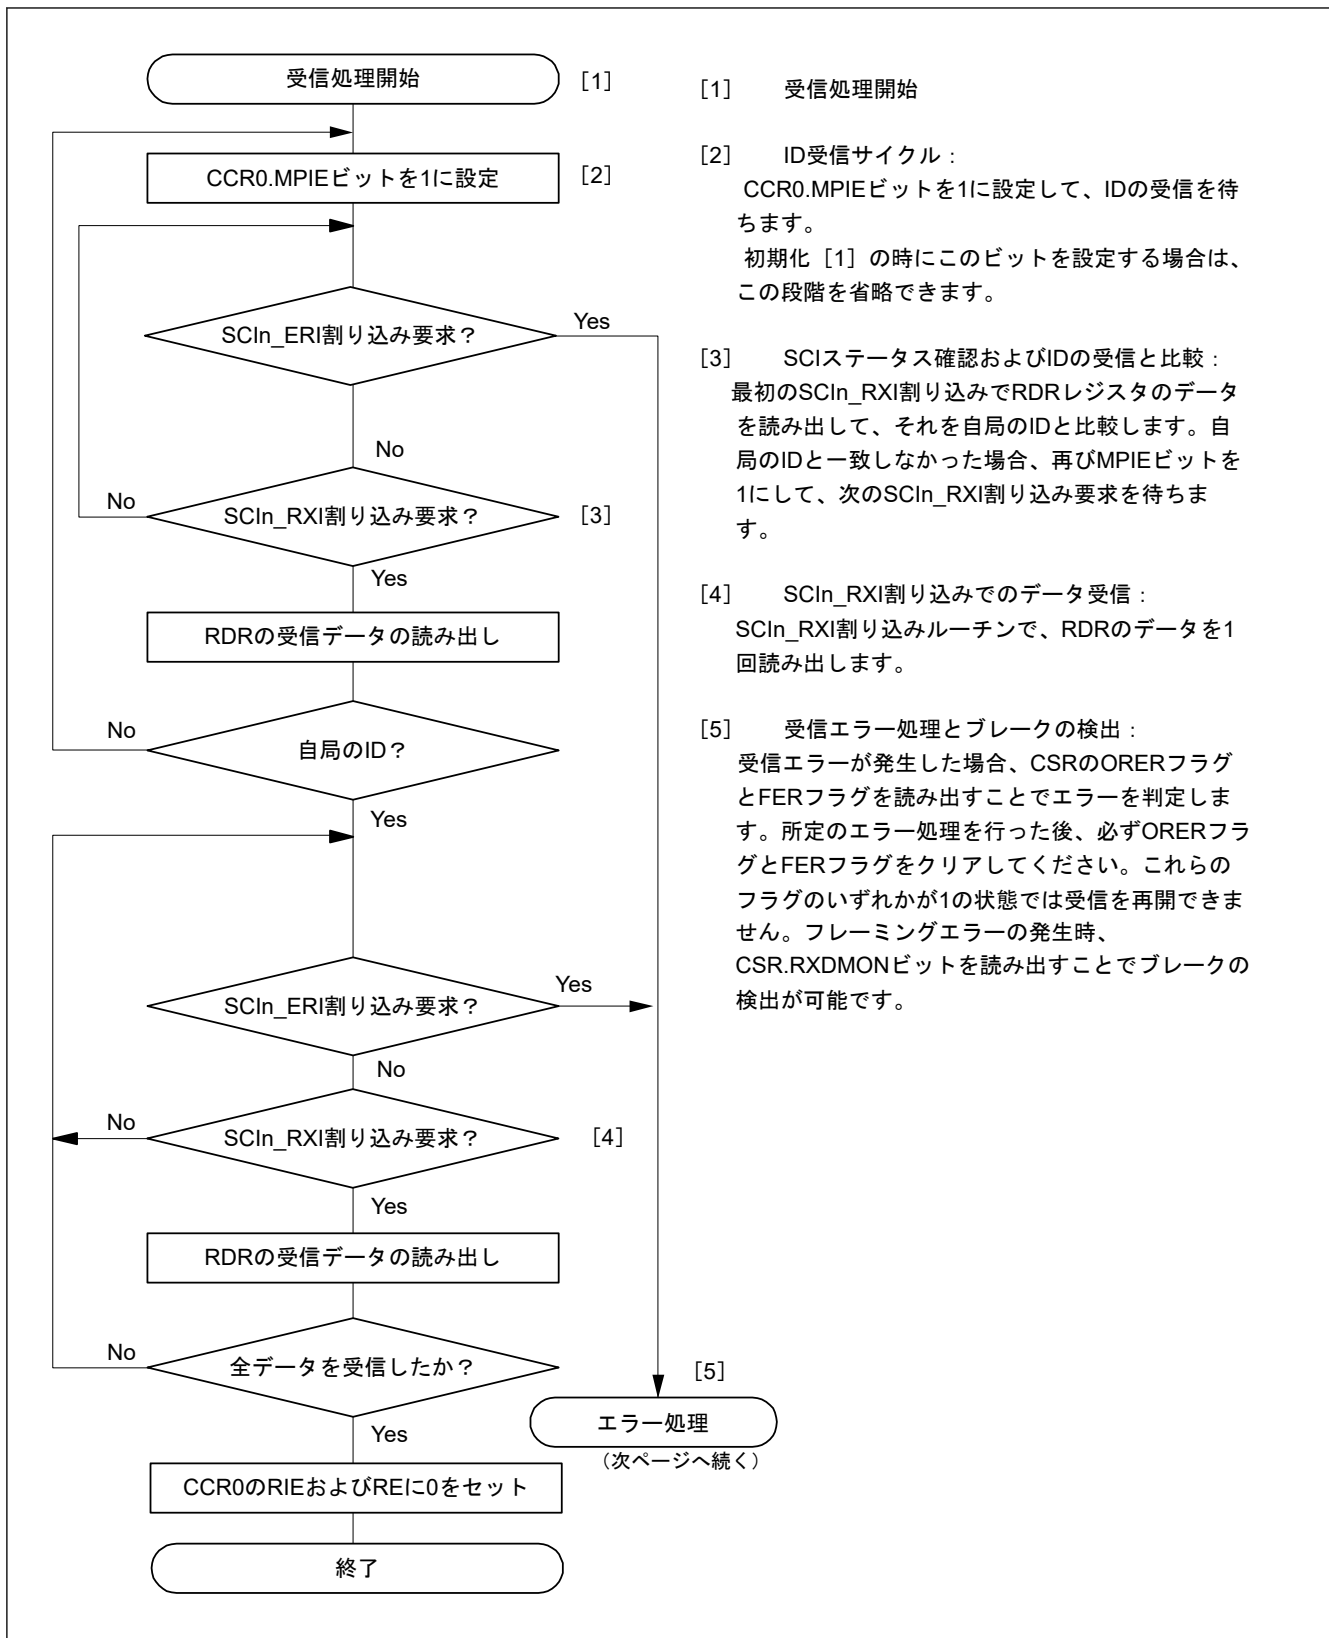 受信処理開始
[1]
CCR0.MPIEビットを1に設定
[2]
SCIn_ERI割り込み要求？
Yes
No
No
SCIn_RXI割り込み要求？
[3]
Yes
RDRの受信データの読み出し
No
自局のID？
Yes
SCIn_ERI割り込み要求？
Yes
No
No
SCIn_RXI割り込み要求？
[4]
Yes
RDRの受信データの読み出し
No
全データを受信したか？
[5]
エラー処理
（次ページへ続く）
Yes
CCR0のRIEおよびREに0をセット
終了
[1] 受信処理開始
[2] ID受信サイクル：
CCR0.MPIEビットを1に設定して、IDの受信を待
ちます。
初期化［1］の時にこのビットを設定する場合は、
この段階を省略できます。
[3] SCIステータス確認およびIDの受信と比較：
最初のSCIn_RXI割り込みでRDRレジスタのデータ
を読み出して、それを自局のIDと比較します。自
局のIDと一致しなかった場合、再びMPIEビットを
1にして、次のSCIn_RXI割り込み要求を待ちま
す。
[4] SCIn_RXI割り込みでのデータ受信：
SCIn_RXI割り込みルーチンで、RDRのデータを1
回読み出します。
[5] 受信エラー処理とブレークの検出：
受信エラーが発生した場合、CSRのORERフラグ
とFERフラグを読み出すことでエラーを判定しま
す。所定のエラー処理を行った後、必ずORERフラ
グとFERフラグをクリアしてください。これらの
フラグのいずれかが1の状態では受信を再開できま
せん。フレーミングエラーの発生時、
CSR.RXDMONビットを読み出すことでブレークの
検出が可能です。